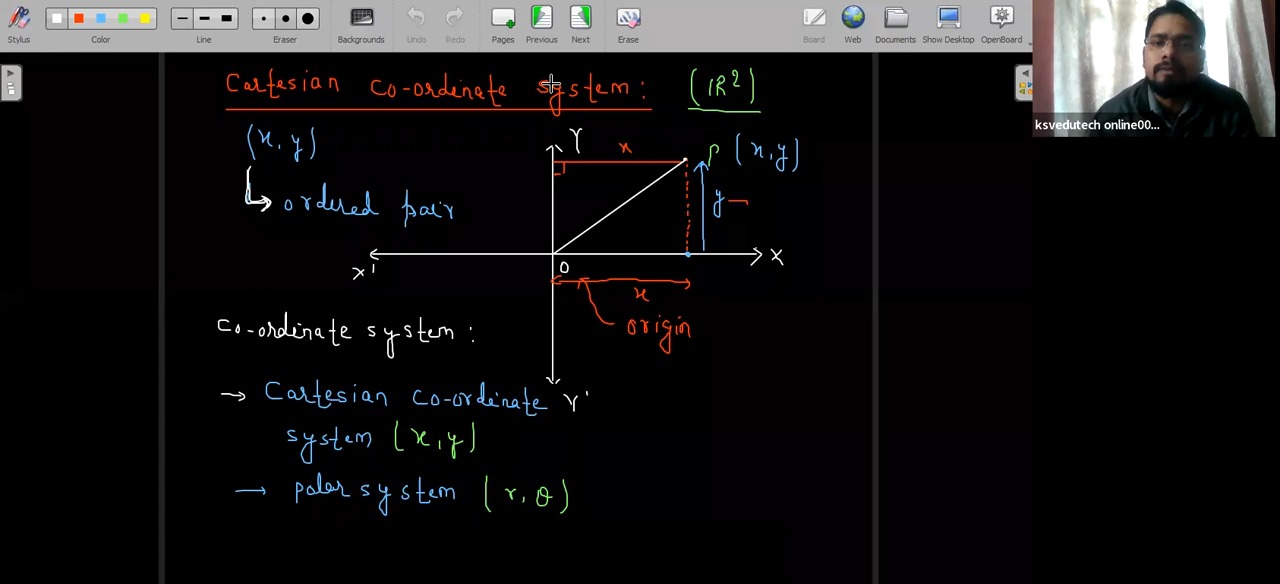 Stylus
Color
Line
Eraser
Backgrounds
Undo
Redo
Pages
Previous
Next
Erase
Board
Web
Documents
Show Desktop
OpenBoard
ksvedutech online00...
Cartesian Co-ordinate system: (IR²)
(x, y)
ordered pair
Y
x
P (x, y)
y
X'
O
X
x
origin
Y'
Co-ordinate system:
→ Cartesian Co-ordinate
system (x, y)
→ polar system (r, θ)